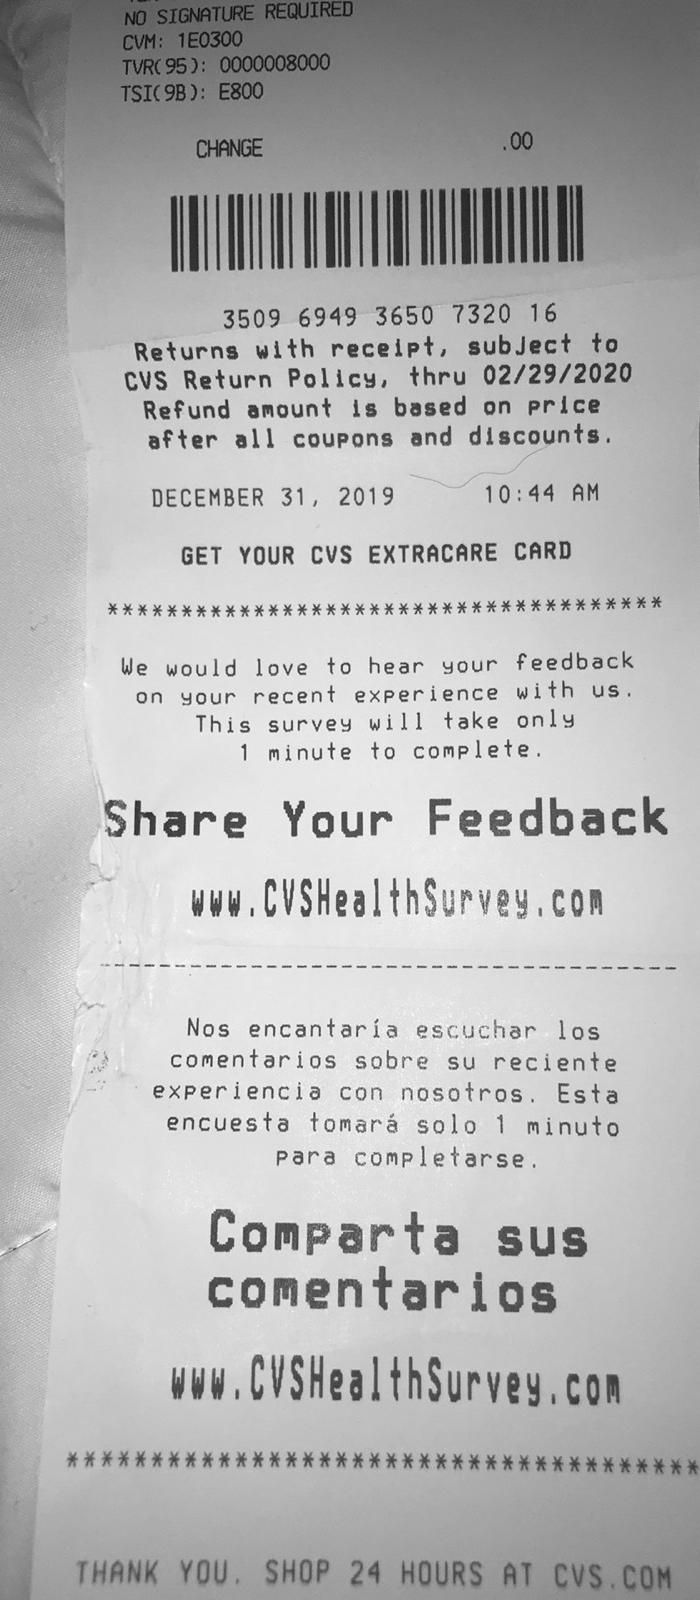 NO SIGNATURE REQUIRED
CVM: 1E0300
TVR(95): 0000008000
TSI(9B): E800
CHANGE .00
3509 6949 3650 7320 16
Returns with receipt, subject to
CVS Return Policy, thru 02/29/2020
Refund amount is based on price
after all coupons and discounts.
DECEMBER 31, 2019 10:44 AM
GET YOUR CVS EXTRACARE CARD
**************************************
We would love to hear your feedback
on your recent experience with us.
This survey will take only
1 minute to complete.
Share Your Feedback
www.CVSHealthSurvey.com
--------------------------------------
Nos encantaría escuchar los
comentarios sobre su reciente
experiencia con nosotros. Esta
encuesta tomará solo 1 minuto
para completarse.
Comparta sus
comentarios
www.CVSHealthSurvey.com
**************************************
THANK YOU. SHOP 24 HOURS AT CVS.COM